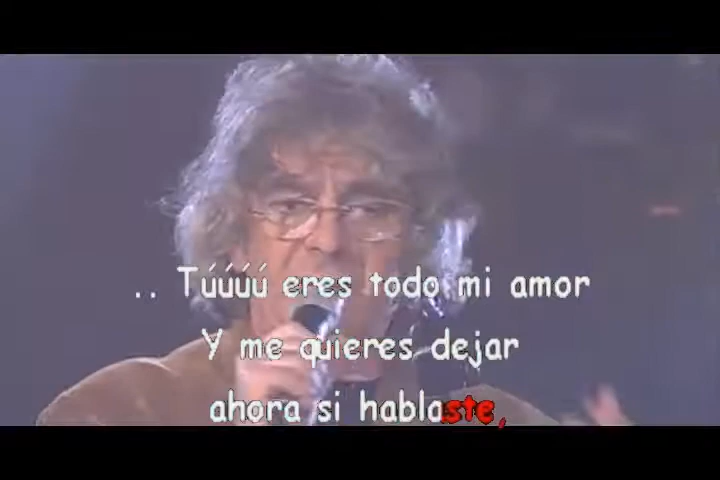 .. Túúúú eres todo mi amor
Y me quieres dejar
ahora si hablaste,